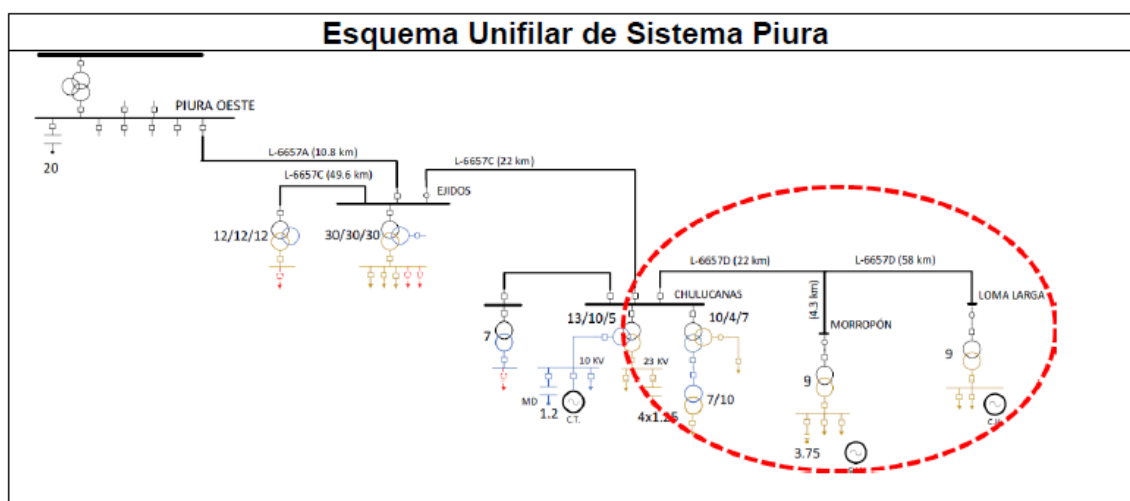 Esquema Unifilar de Sistema Piura
PIURA OESTE
20
L-6657A (10.8 km)
L-6657C (22 km)
L-6657C (49.6 km)
EJIDOS
12/12/12
30/30/30
L-6657D (22 km)
L-6657D (58 km)
CHULUCANAS
(4.3 km)
LOMA LARGA
MORROPÓN
7
13/10/5
10/4/7
10 KV
23 KV
9
9
MD
1.2
C.T.
4x1.25
7/10
3.75